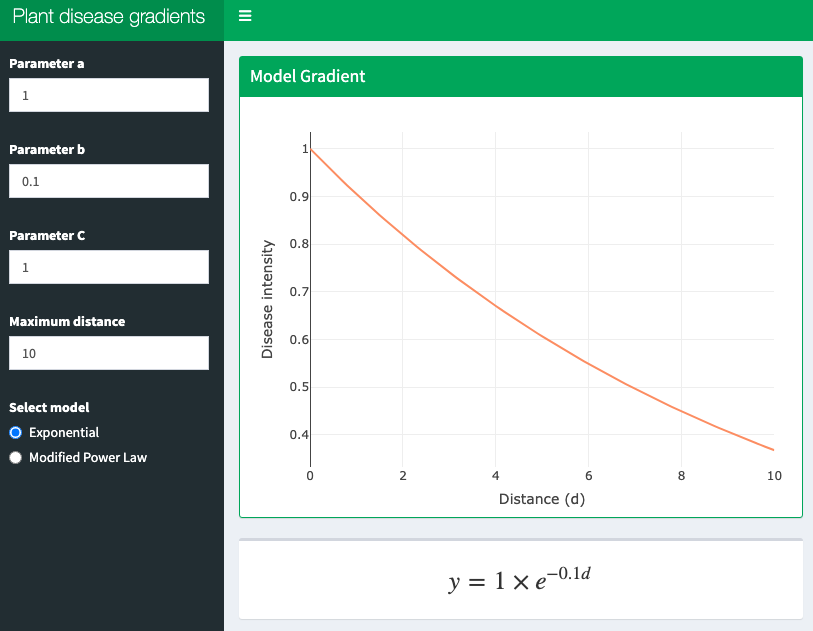 Plant disease gradients
Parameter a
1
Parameter b
0.1
Parameter C
1
Maximum distance
10
Select model
Exponential
Modified Power Law
Model Gradient
1
0.9
0.8
0.7
0.6
0.5
0.4
Disease intensity
0 2 4 6 8 10
Distance (d)
y = 1 × e^{−0.1d}